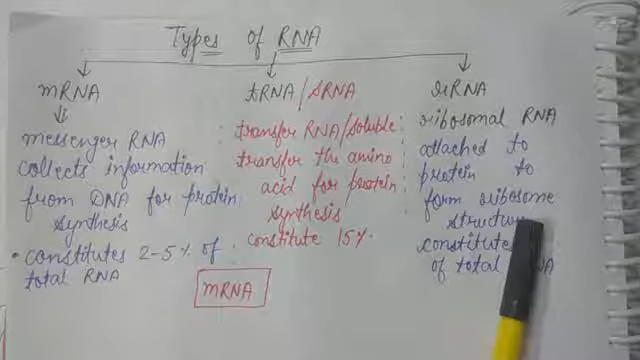 Types of RNA
mRNA
messenger RNA
collects information
from DNA for protein
synthesis
• constitutes 2-5% of
total RNA
tRNA/SRNA
transfer RNA/soluble
transfer the amino
acid for protein
synthesis
constitute 15%.
rRNA
ribosomal RNA
attached to
protein to
form ribosome
structu
constitute
of total NA
mRNA